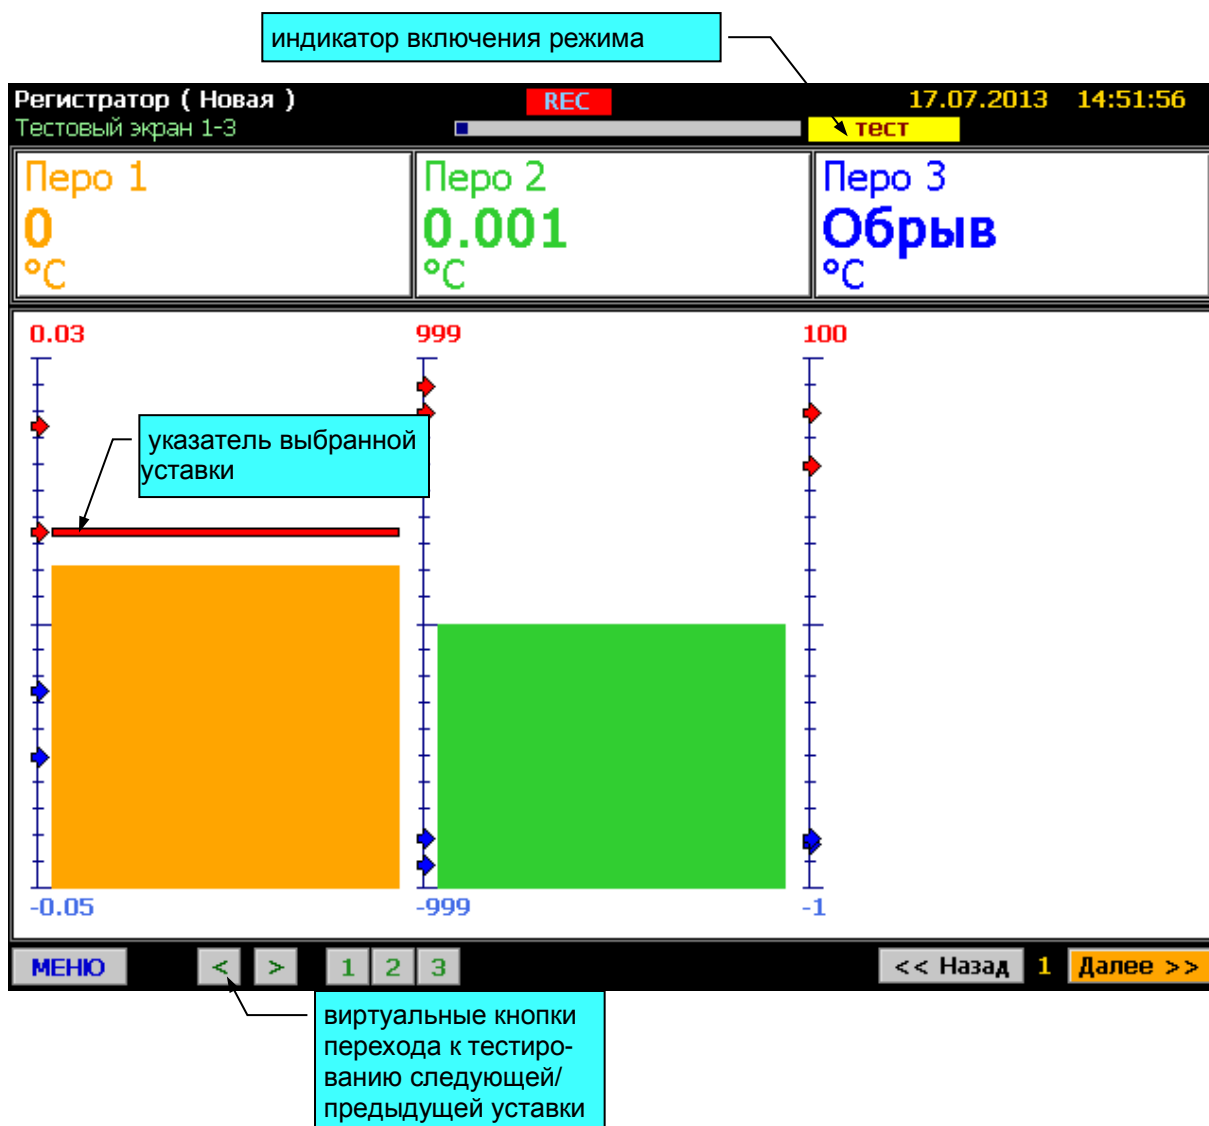 индикатор включения режима
Регистратор ( Новая )
REC
17.07.2013 14:51:56
Тестовый экран 1-3
тест
Перо 1
0
°C
Перо 2
0.001
°C
Перо 3
Обрыв
°C
0.03
999
100
указатель выбранной
уставки
-0.05
-999
-1
МЕНЮ
<
>
1
2
3
<< Назад
1
Далее >>
виртуальные кнопки
перехода к тестиро-
ванию следующей/
предыдущей уставки